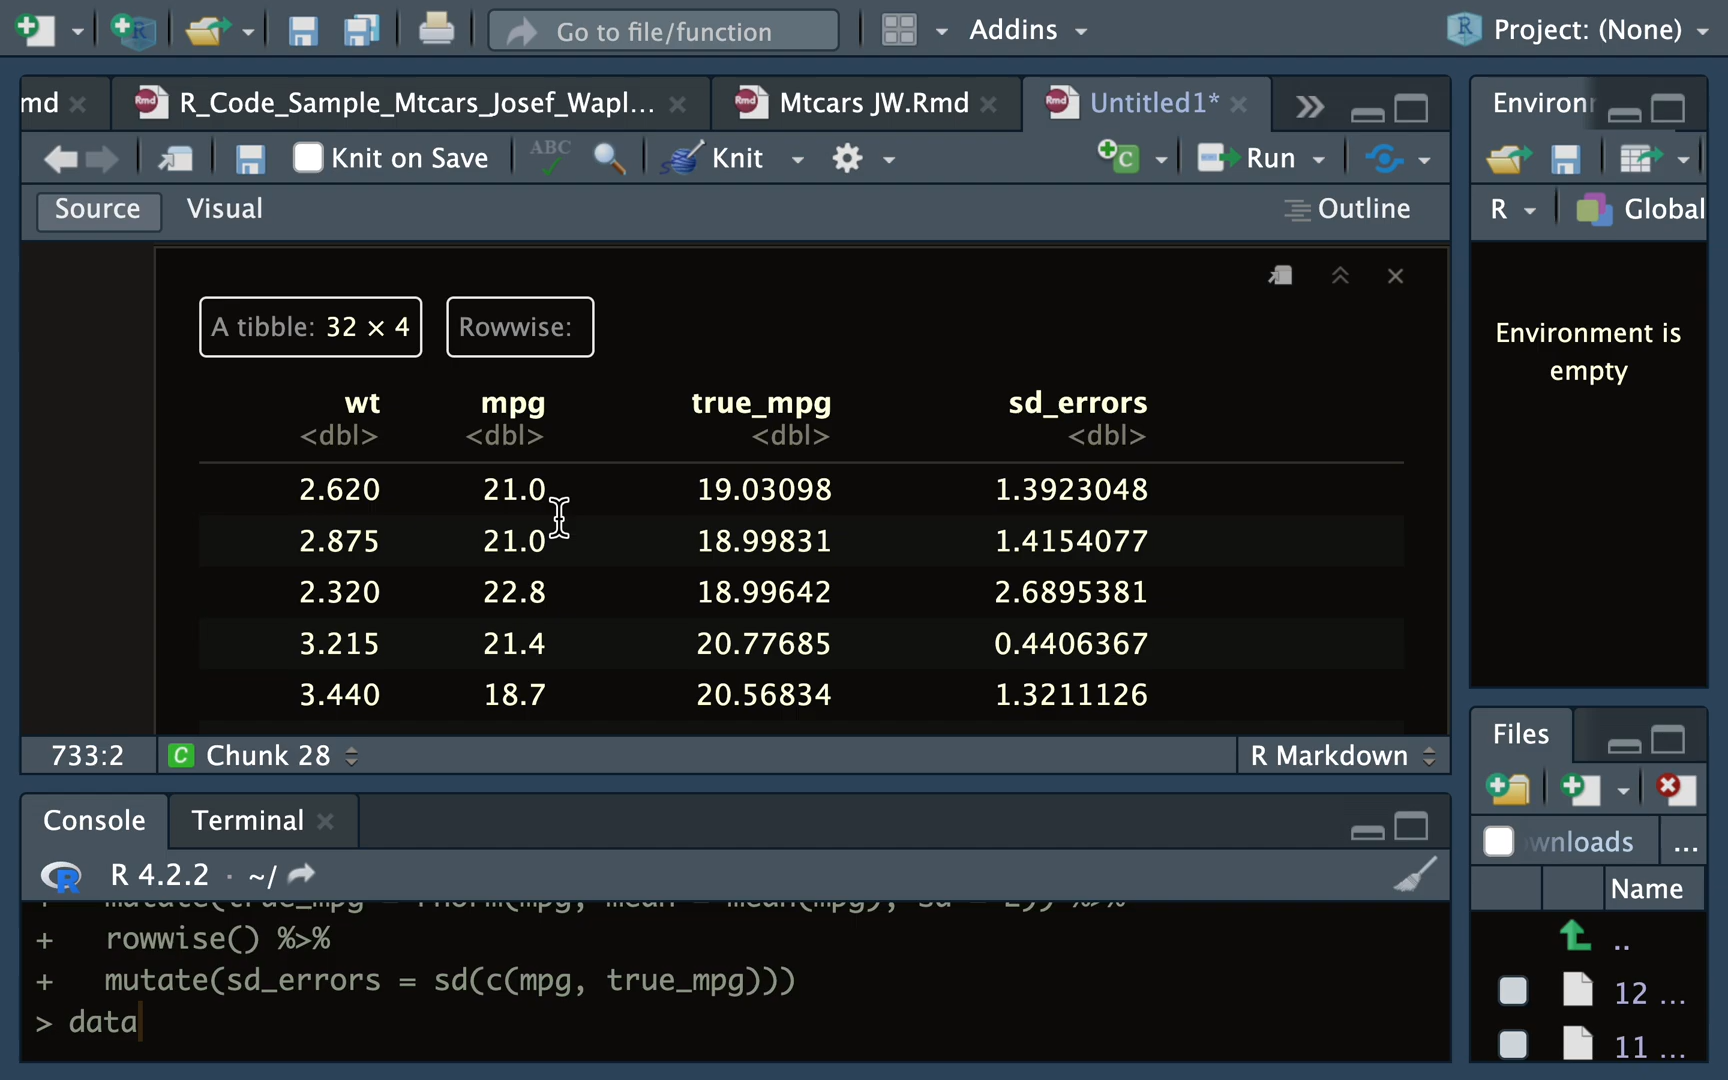 Go to file/function
Addins
Project: (None)
md
R_Code_Sample_Mtcars_Josef_Wapl...
Mtcars JW.Rmd
Untitled1*
Environ
Knit on Save
ABC
Knit
Run
Source
Visual
Outline
R
Global
A tibble: 32 × 4
Rowwise:
wt mpg true_mpg sd_errors
<dbl> <dbl> <dbl> <dbl>
2.620 21.0 19.03098 1.3923048
2.875 21.0 18.99831 1.4154077
2.320 22.8 18.99642 2.6895381
3.215 21.4 20.77685 0.4406367
3.440 18.7 20.56834 1.3211126
Environment is
empty
733:2
C Chunk 28
R Markdown
Files
Console
Terminal
wnloads
...
R 4.2.2 · ~/
Name
+ rowwise() %>%
+ mutate(sd_errors = sd(c(mpg, true_mpg)))
> data
..
12 ...
11 ...